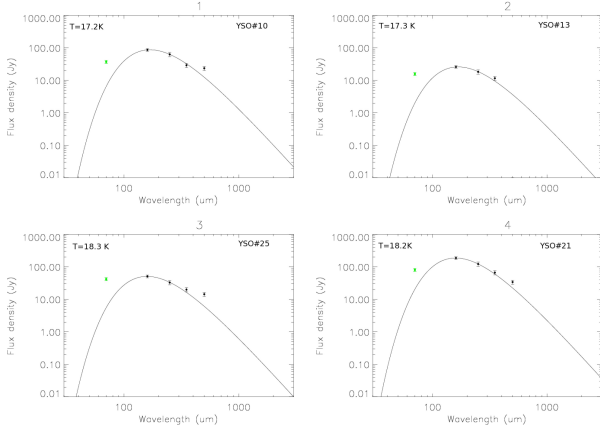 1
T=17.2K YSO#10
1000.00
100.00
10.00
1.00
0.10
0.01
Flux density (Jy)
100 1000
Wavelength (um)
2
T=17.3 K YSO#13
1000.00
100.00
10.00
1.00
0.10
0.01
Flux density (Jy)
100 1000
Wavelength (um)
3
T=18.3 K YSO#25
1000.00
100.00
10.00
1.00
0.10
0.01
Flux density (Jy)
100 1000
Wavelength (um)
4
T=18.2K YSO#21
1000.00
100.00
10.00
1.00
0.10
0.01
Flux density (Jy)
100 1000
Wavelength (um)